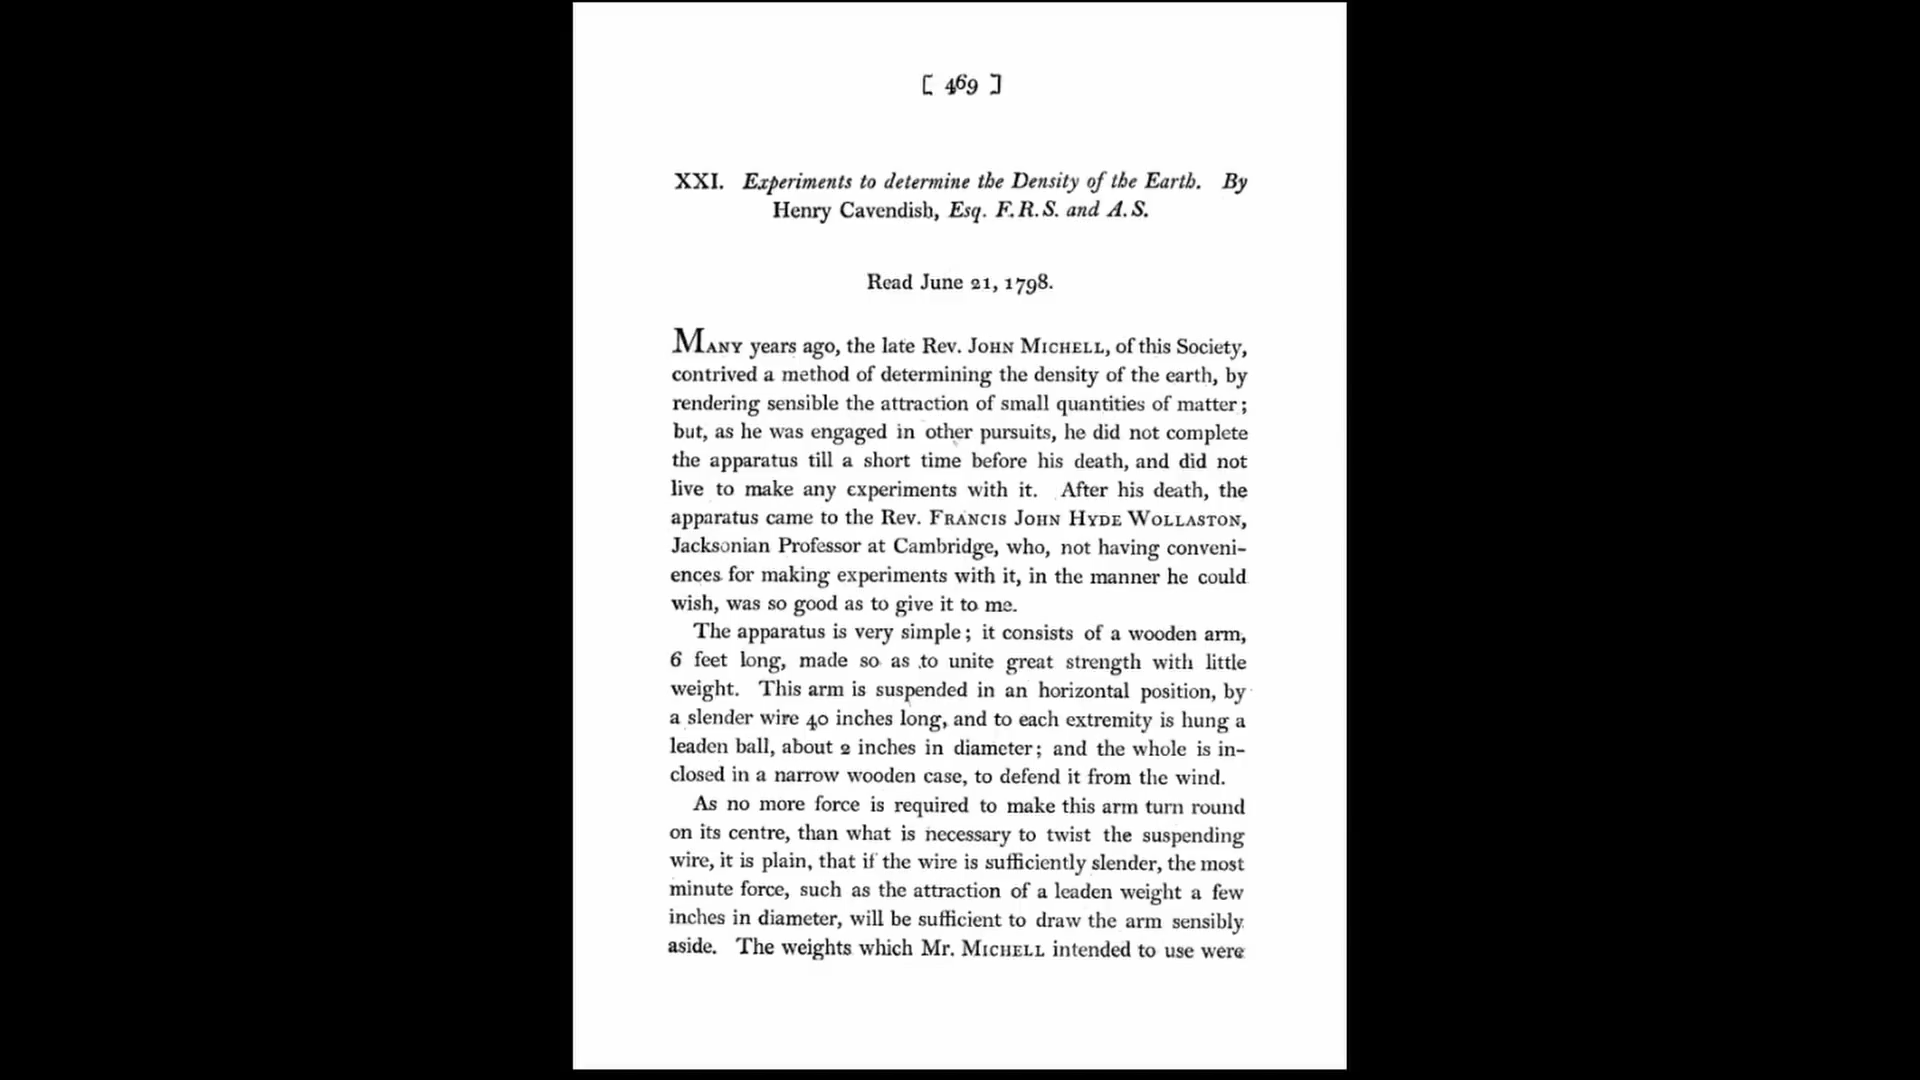 [ 469 ]
XXI. Experiments to determine the Density of the Earth. By
Henry Cavendish, Esq. F.R.S. and A.S.
Read June 21, 1798.
MANY years ago, the late Rev. JOHN MICHELL, of this Society,
contrived a method of determining the density of the earth, by
rendering sensible the attraction of small quantities of matter;
but, as he was engaged in other pursuits, he did not complete
the apparatus till a short time before his death, and did not
live to make any experiments with it. After his death, the
apparatus came to the Rev. FRANCIS JOHN HYDE WOLLASTON,
Jacksonian Professor at Cambridge, who, not having conveni-
ences for making experiments with it, in the manner he could
wish, was so good as to give it to me.
The apparatus is very simple; it consists of a wooden arm,
6 feet long, made so as to unite great strength with little
weight. This arm is suspended in an horizontal position, by
a slender wire 40 inches long, and to each extremity is hung a
leaden ball, about 2 inches in diameter; and the whole is in-
closed in a narrow wooden case, to defend it from the wind.
As no more force is required to make this arm turn round
on its centre, than what is necessary to twist the suspending
wire, it is plain, that if the wire is sufficiently slender, the most
minute force, such as the attraction of a leaden weight a few
inches in diameter, will be sufficient to draw the arm sensibly
aside. The weights which Mr. MICHELL intended to use were